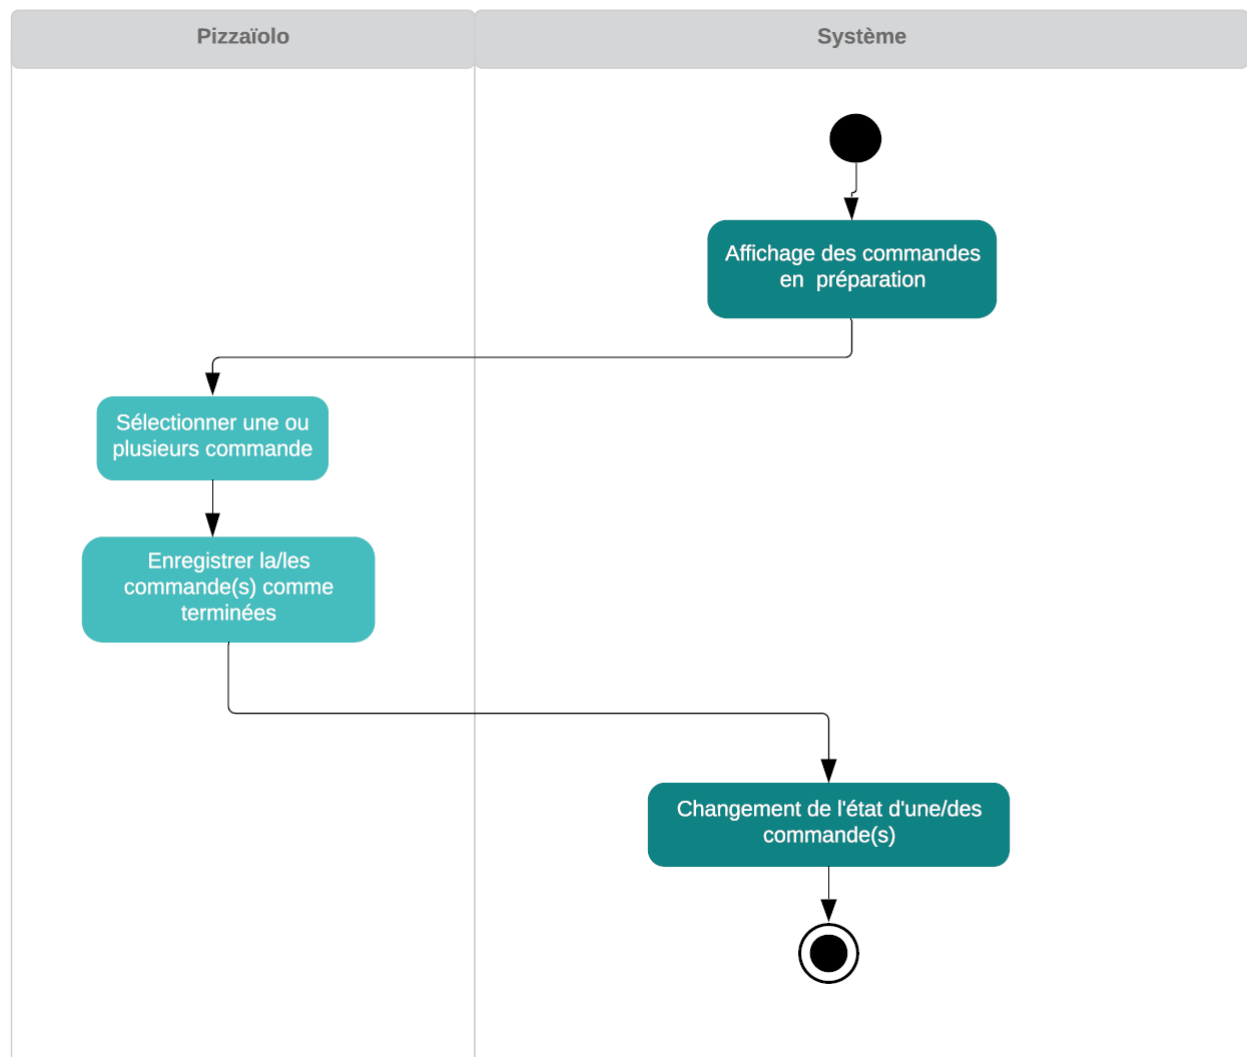 Pizzaïolo
Système
Affichage des commandes
en  préparation
Sélectionner une ou
plusieurs commande
Enregistrer la/les
commande(s) comme
terminées
Changement de l'état d'une/des
commande(s)